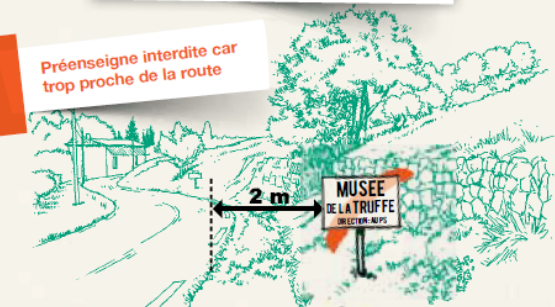 Préenseigne interdite car
trop proche de la route
2 m
MUSEE
DE LA TRUFFE
DIRECTION: AUPS